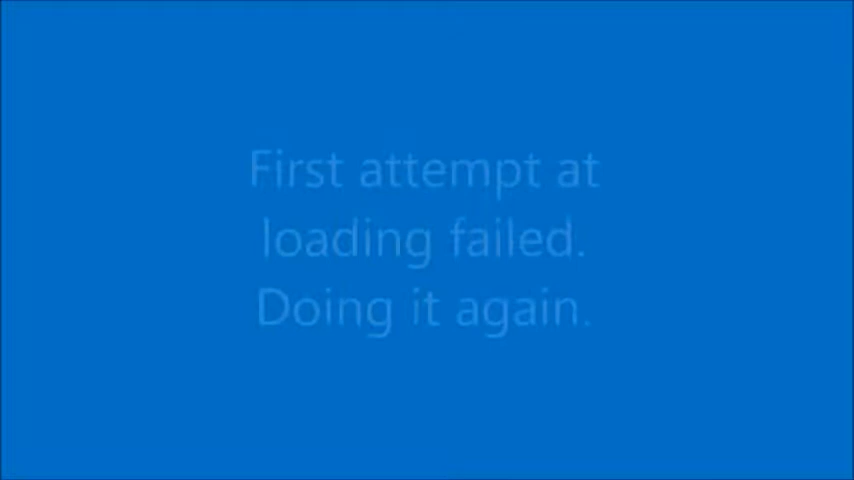 First attempt at
loading failed.
Doing it again.